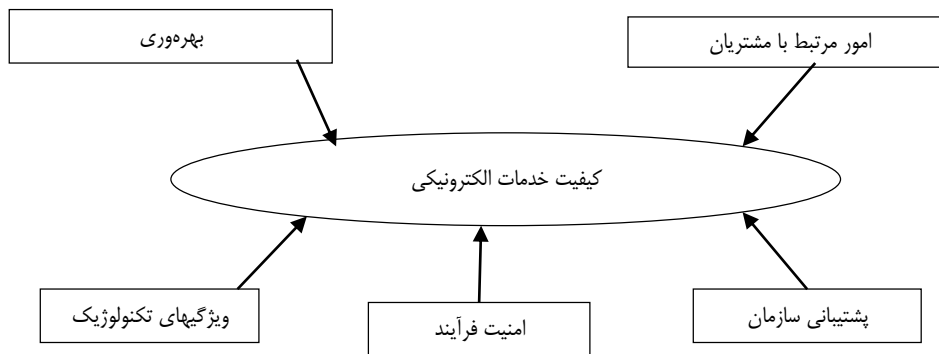 امور مرتبط با مشتریان
بهره‌وری
کیفیت خدمات الکترونیکی
پشتیبانی سازمان
امنیت فرآیند
ویژگیهای تکنولوژیک